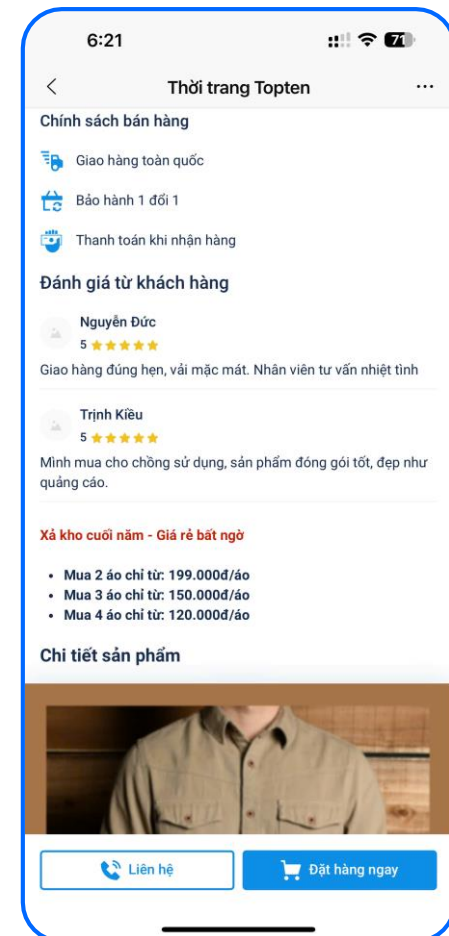 6:21
71
Thời trang Topten
Chính sách bán hàng
Giao hàng toàn quốc
Bảo hành 1 đổi 1
Thanh toán khi nhận hàng
Đánh giá từ khách hàng
Nguyễn Đức
5
Giao hàng đúng hẹn, vải mặc mát. Nhân viên tư vấn nhiệt tình
Trịnh Kiều
5
Mình mua cho chồng sử dụng, sản phẩm đóng gói tốt, đẹp như
quảng cáo.
Xả kho cuối năm - Giá rẻ bất ngờ
• Mua 2 áo chỉ từ: 199.000đ/áo
• Mua 3 áo chỉ từ: 150.000đ/áo
• Mua 4 áo chỉ từ: 120.000đ/áo
Chi tiết sản phẩm
Liên hệ
Đặt hàng ngay